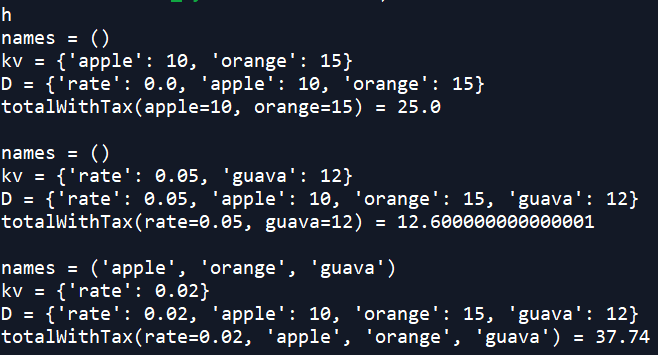 h
names = ()
kv = {'apple': 10, 'orange': 15}
D = {'rate': 0.0, 'apple': 10, 'orange': 15}
totalWithTax(apple=10, orange=15) = 25.0

names = ()
kv = {'rate': 0.05, 'guava': 12}
D = {'rate': 0.05, 'apple': 10, 'orange': 15, 'guava': 12}
totalWithTax(rate=0.05, guava=12) = 12.600000000000001

names = ('apple', 'orange', 'guava')
kv = {'rate': 0.02}
D = {'rate': 0.02, 'apple': 10, 'orange': 15, 'guava': 12}
totalWithTax(rate=0.02, 'apple', 'orange', 'guava') = 37.74